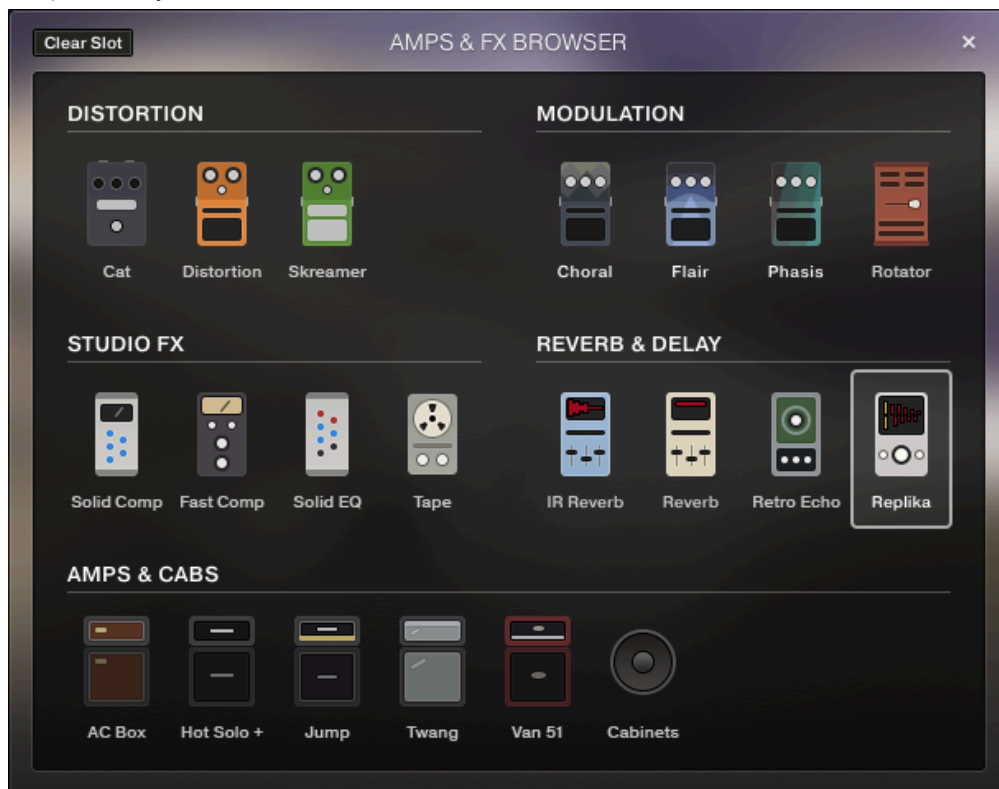 Clear Slot
AMPS & FX BROWSER
×
DISTORTION
MODULATION
Cat
Distortion
Skreamer
Choral
Flair
Phasis
Rotator
STUDIO FX
REVERB & DELAY
Solid Comp
Fast Comp
Solid EQ
Tape
IR Reverb
Reverb
Retro Echo
Replika
AMPS & CABS
AC Box
Hot Solo +
Jump
Twang
Van 51
Cabinets